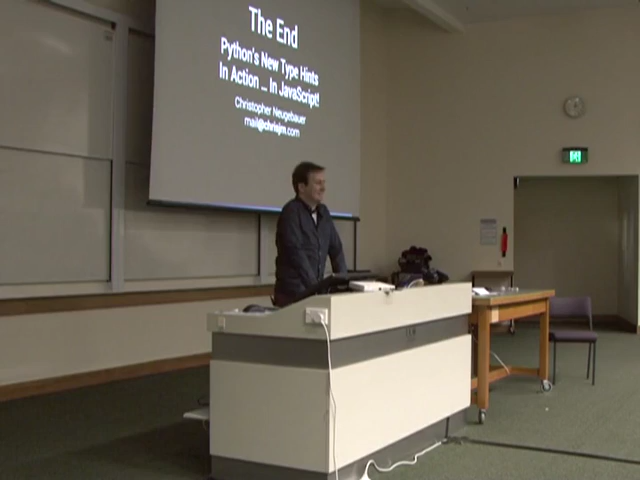 The End
Python's New Type Hints
In Action ... In JavaScript!
Christopher Neugebauer
mail@chrisjrn.com